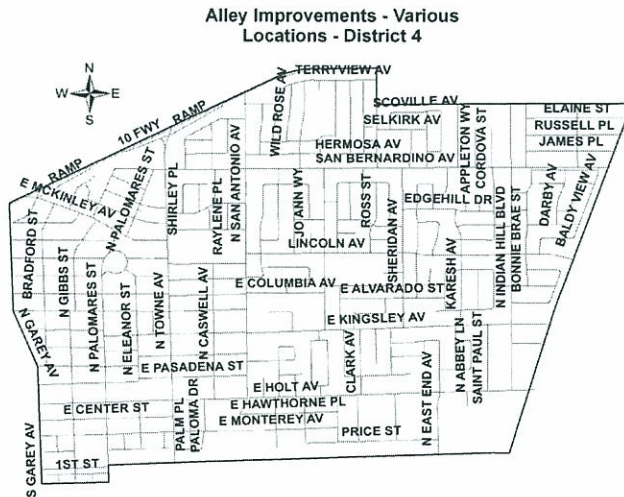 Alley Improvements - Various
Locations - District 4
N
W E
S
TERRYVIEW AV
10 FWY RAMP
RAMP
WILD ROSE AV
SCOVILLE AV
SELKIRK AV
ELAINE ST
RUSSELL PL
JAMES PL
HERMOSA AV
SAN BERNARDINO AV
APPLETON WY
CORDOVA ST
E MCKINLEY AV
N PALOMARES ST
SHIRLEY PL
RAYLENE PL
N SAN ANTONIO AV
JO ANN WY
ROSS ST
EDGEHILL DR
DARBY AV
BALDY VIEW AV
LINCOLN AV
SHERIDAN AV
KARESH AV
N INDIAN HILL BLVD
BONNIE BRAE ST
BRADFORD ST
N GIBBS ST
N PALOMARES ST
N ELEANOR ST
N TOWNE AV
N CASWELL AV
E COLUMBIA AV
E ALVARADO ST
E KINGSLEY AV
N GAREY AV
E PASADENA ST
CLARK AV
N ABBEY LN
SAINT PAUL ST
E HOLT AV
E CENTER ST
PALM PL
PALOMA DR
E HAWTHORNE PL
E MONTEREY AV
PRICE ST
N EAST END AV
S GAREY AV
1ST ST